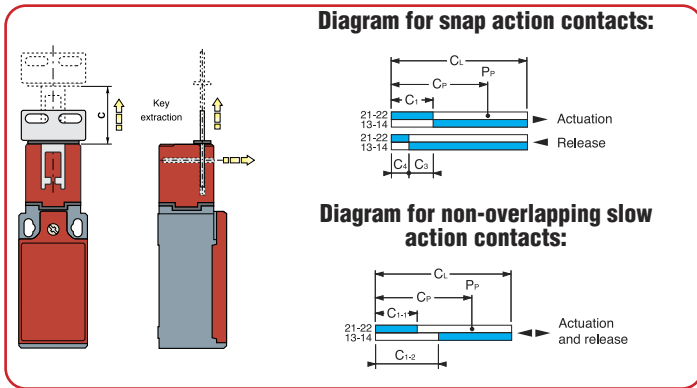 Diagram for snap action contacts:
CL
CP
PP
C1
21-22
13-14
Actuation
21-22
13-14
Release
C4 C3
C
Key
extraction
Diagram for non-overlapping slow
action contacts:
CL
CP
PP
C1-1
21-22
13-14
Actuation
and release
C1-2